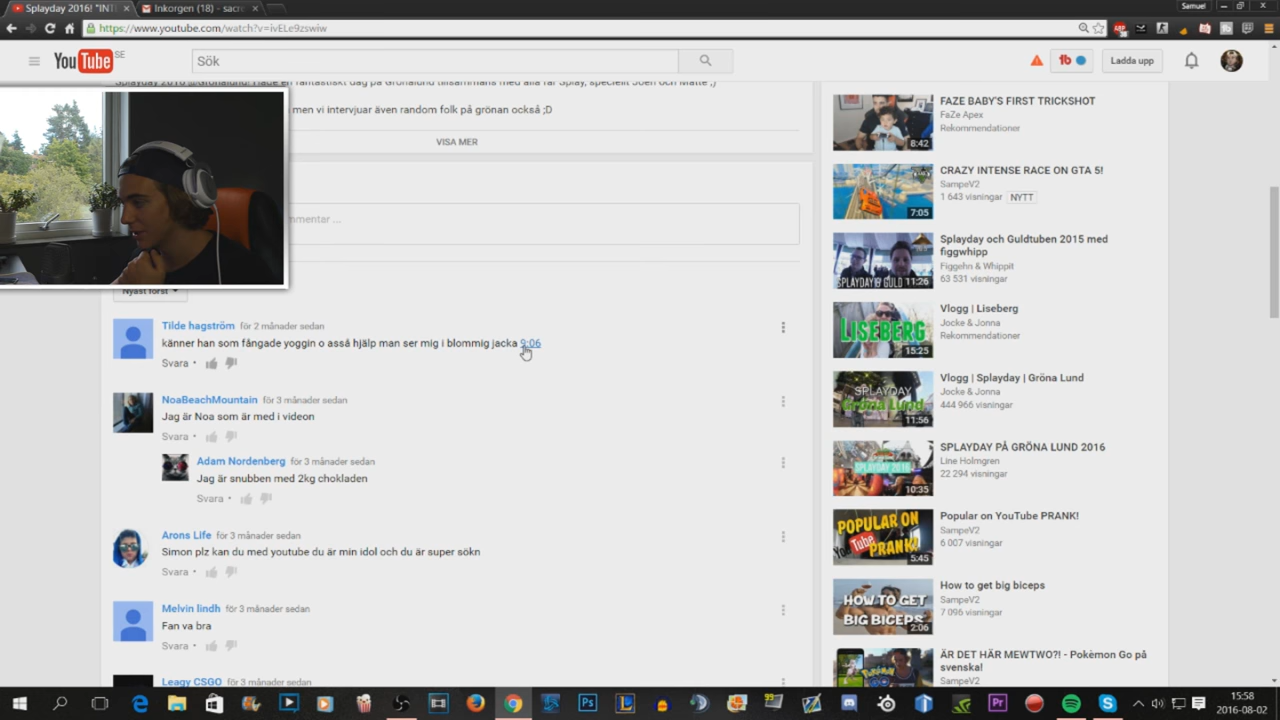 Splayday 2016! "INT
Inkorgen (18) - sacre
Samuel
https://www.youtube.com/watch?v=ivELe9zswiw
YouTube SE
Sök
Ladda upp
Splayday 2016 @GrönaLund! Hade en fantastiskt dag på GrönaLund tillsammans med alla får Splay, speciellt Soen och Matte ;)
men vi intervjuar även random folk på grönan också ;D
VISA MER
mmentar ...
Nyast först
Tilde hagström för 2 månader sedan
känner han som fångade yoggin o asså hjälp man ser mig i blommig jacka 9:06
Svara
NoaBeachMountain för 3 månader sedan
Jag är Noa som är med i videon
Svara
Adam Nordenberg för 3 månader sedan
Jag är snubben med 2kg chokladen
Svara
Arons Life för 3 månader sedan
Simon plz kan du med youtube du är min idol och du är super sökn
Svara
Melvin lindh för 3 månader sedan
Fan va bra
Svara
Leagy CSGO för 3 månader sedan
8:42
FAZE BABY'S FIRST TRICKSHOT
FaZe Apex
Rekommendationer
7:05
CRAZY INTENSE RACE ON GTA 5!
SampeV2
1 643 visningar NYTT
SPLAYDAY & GULD 11:26
Splayday och Guldtuben 2015 med
figgwhipp
Figgehn & Whippit
63 531 visningar
LISEBERG
15:25
Vlogg | Liseberg
Jocke & Jonna
Rekommendationer
SPLAYDAY
Gröna Lund
11:56
Vlogg | Splayday | Gröna Lund
Jocke & Jonna
444 966 visningar
SPLAYDAY 2016
10:35
SPLAYDAY PÅ GRÖNA LUND 2016
Line Holmgren
22 294 visningar
POPULAR ON
YouTube
PRANK!
5:45
Popular on YouTube PRANK!
SampeV2
6 007 visningar
HOW TO GET
BIG BICEPS
2:06
How to get big biceps
SampeV2
7 096 visningar
ÄR DET HÄR MEWTWO?! - Pokèmon Go på
svenska!
SampeV2
15:58
2016-08-02